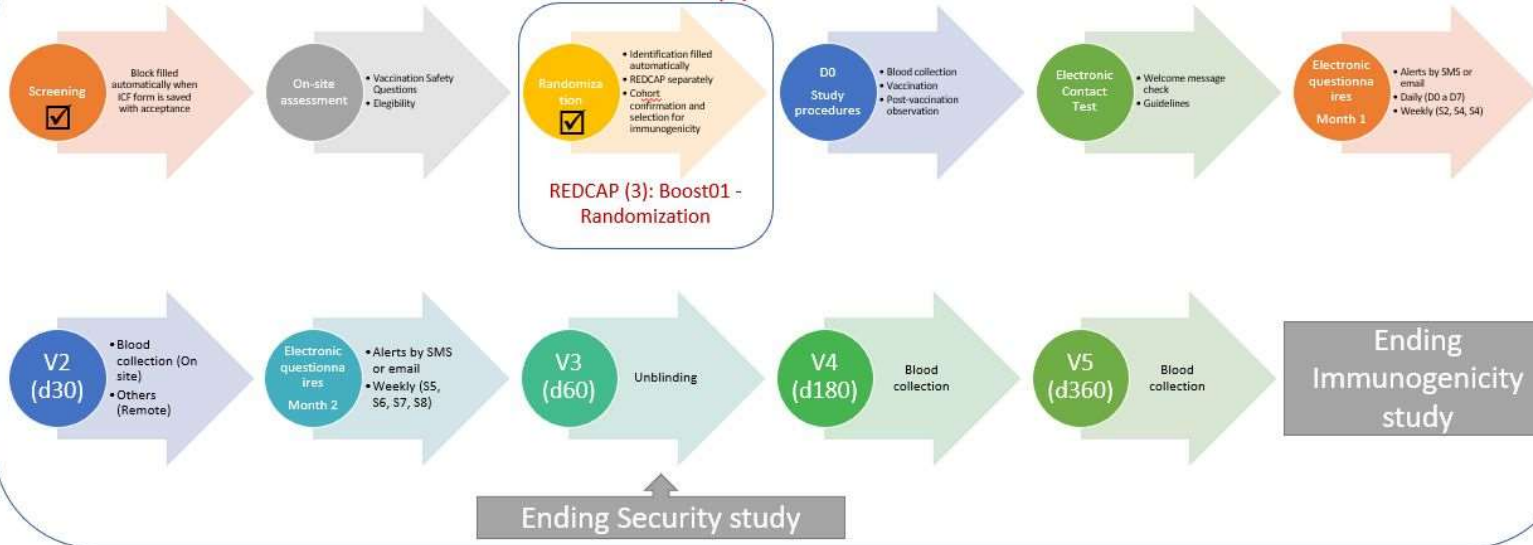 Screening
Block filled
automatically when
ICF form is saved
with acceptance
On-site
assessment
• Vaccination Safety
Questions
• Elegibility
Randomiza
tion
• Identification filled
automatically
• REDCAP separately
• Cohort
confirmation and
selection for
immunogenicity
REDCAP (3): Boost01 -
Randomization
D0
Study
procedures
• Blood collection
• Vaccination
• Post-vaccination
observation
Electronic
Contact
Test
• Welcome message
check
• Guidelines
Electronic
questionna
ires
Month 1
• Alerts by SMS or
email
• Daily (D0 a D7)
• Weekly (S2, S4, S4)
V2
(d30)
• Blood
collection (On
site)
• Others
(Remote)
Electronic
questionna
ires
Month 2
• Alerts by SMS
or email
• Weekly (S5,
S6, S7, S8)
V3
(d60)
Unblinding
V4
(d180)
Blood
collection
V5
(d360)
Blood
collection
Ending
Immunogenicity
study
Ending Security study